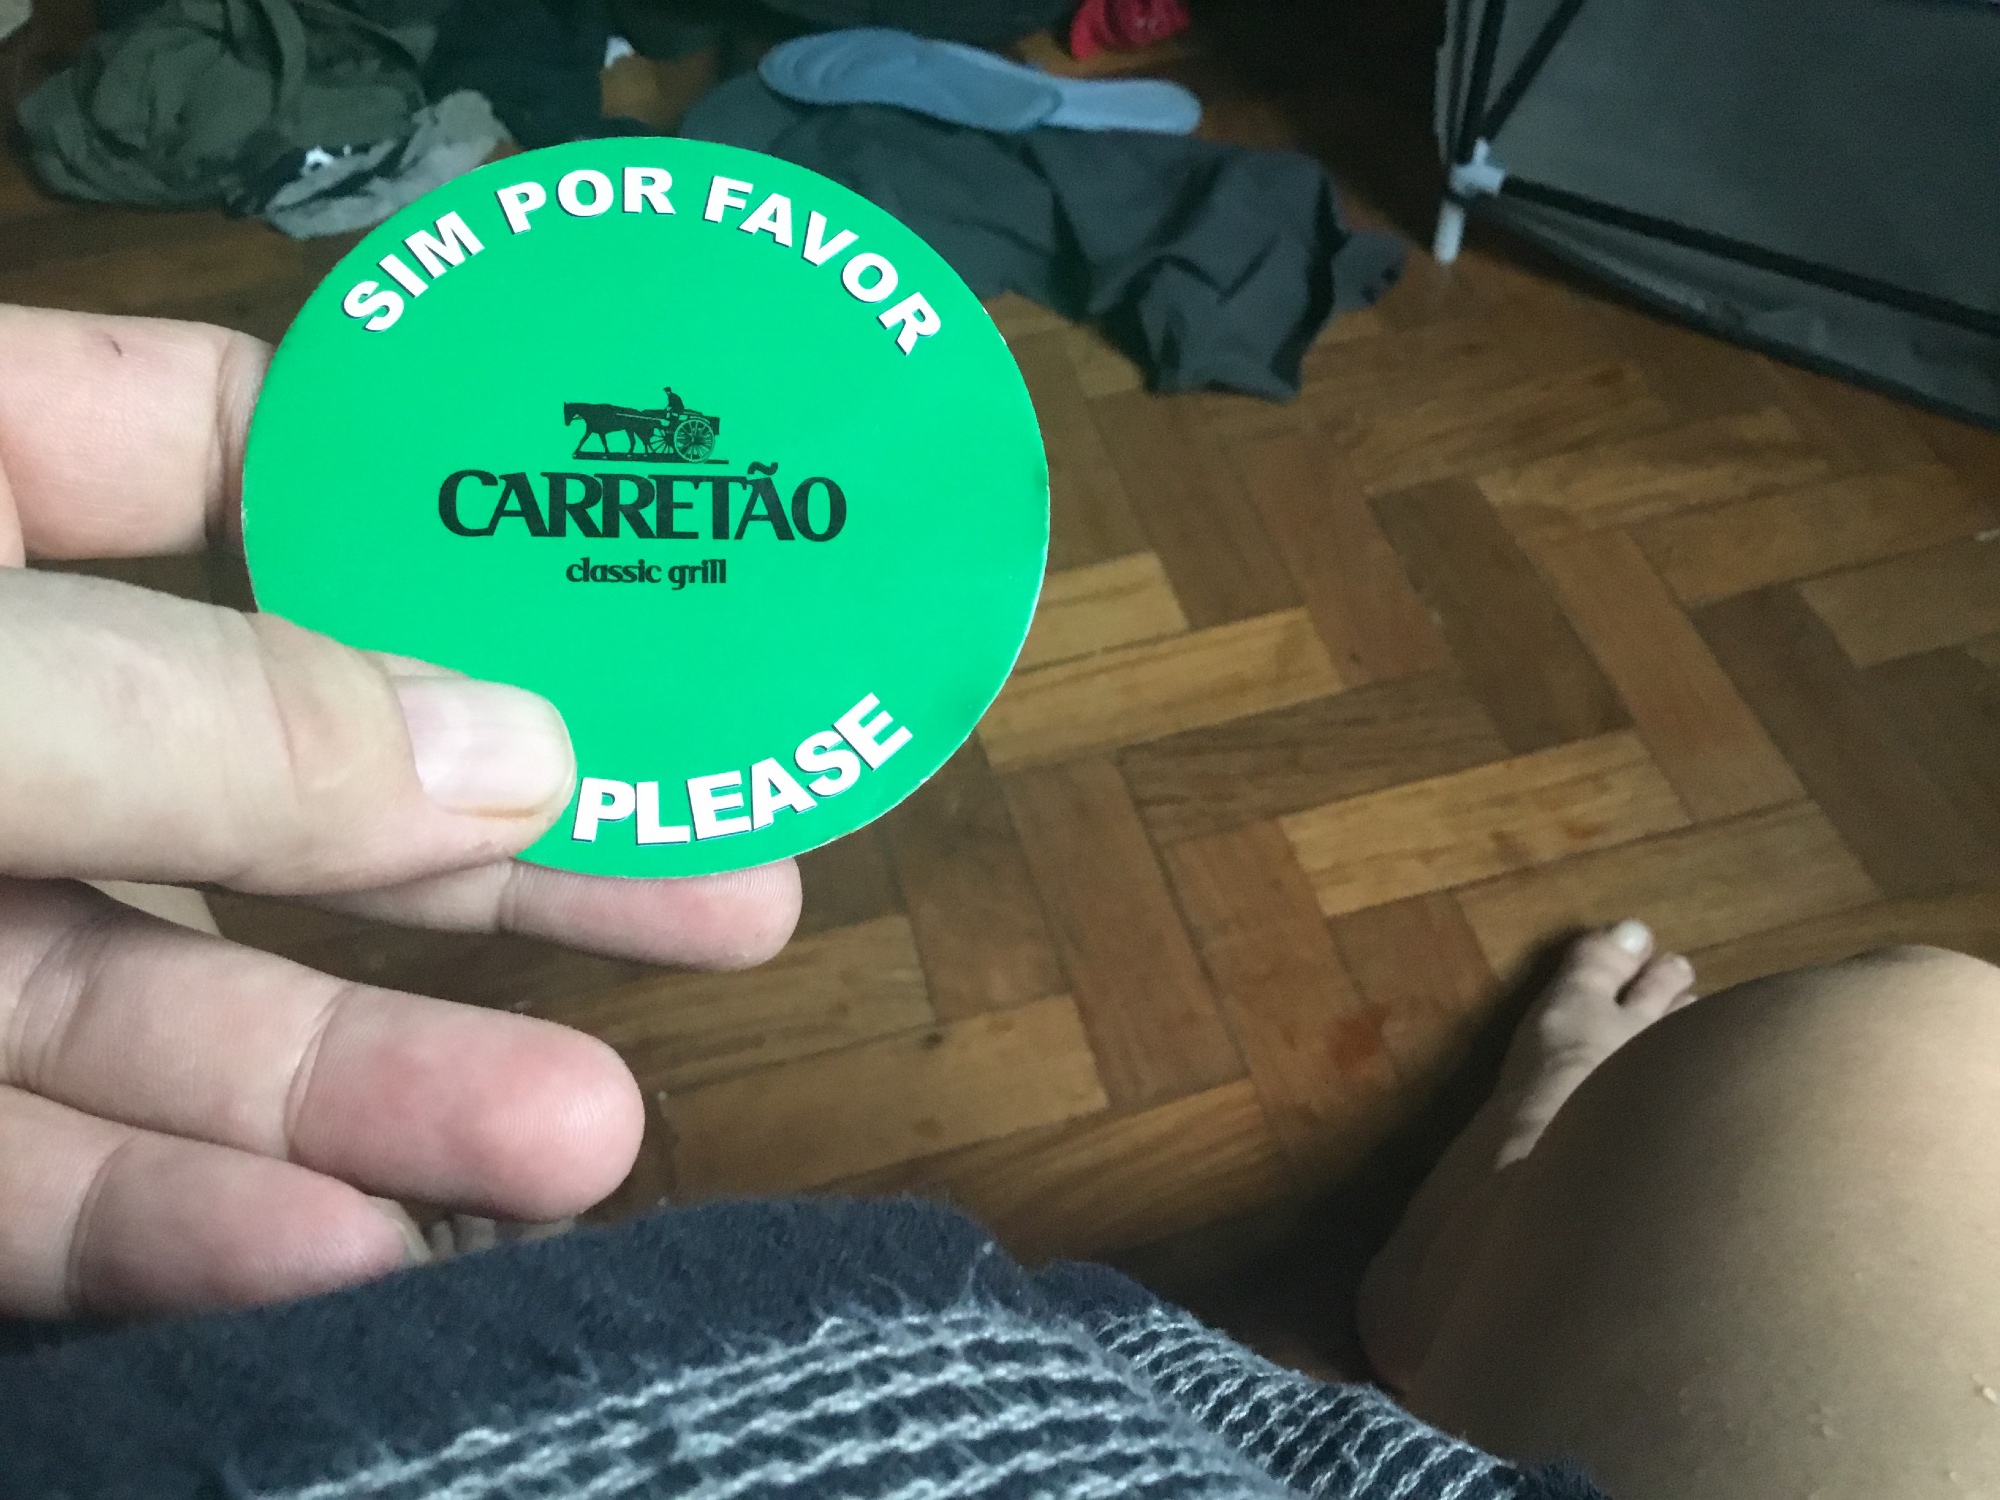 SIM POR FAVOR
CARRETÃO
classic grill
PLEASE